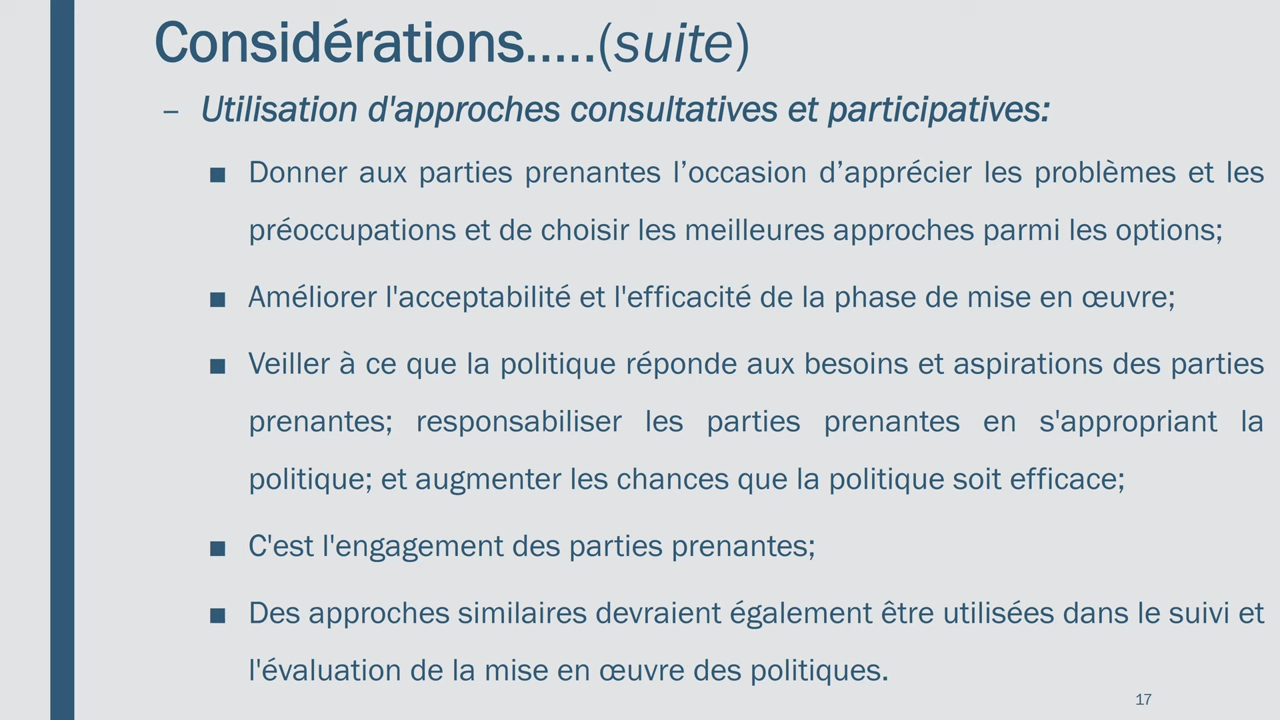 Considérations.....(suite)
– Utilisation d'approches consultatives et participatives:
■ Donner aux parties prenantes l’occasion d’apprécier les problèmes et les
préoccupations et de choisir les meilleures approches parmi les options;
■ Améliorer l'acceptabilité et l'efficacité de la phase de mise en œuvre;
■ Veiller à ce que la politique réponde aux besoins et aspirations des parties
prenantes; responsabiliser les parties prenantes en s'appropriant la
politique; et augmenter les chances que la politique soit efficace;
■ C'est l'engagement des parties prenantes;
■ Des approches similaires devraient également être utilisées dans le suivi et
l'évaluation de la mise en œuvre des politiques.
17